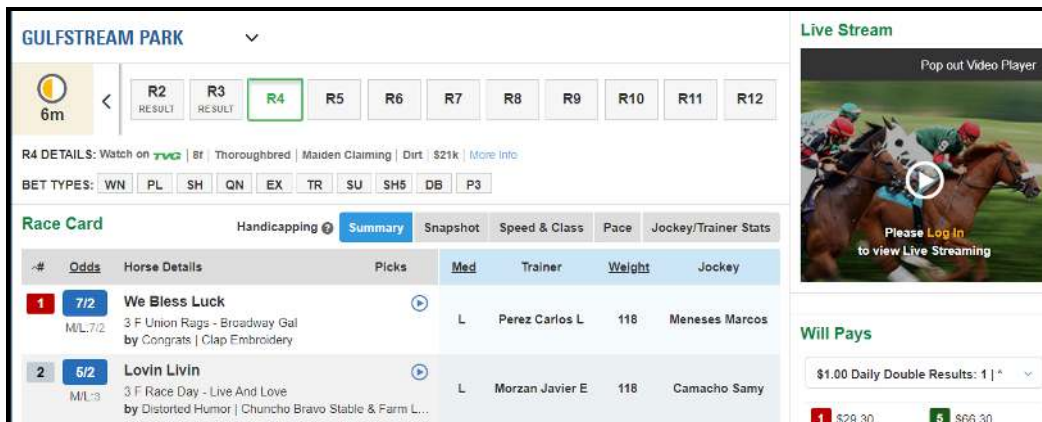 GULFSTREAM PARK
6m
R2
RESULT
R3
RESULT
R4
R5
R6
R7
R8
R9
R10
R11
R12
R4 DETAILS: Watch on TVG | 8f | Thoroughbred | Maiden Claiming | Dirt | $21k | More Info
BET TYPES: WN PL SH QN EX TR SU SH5 DB P3
Race Card
Handicapping ? Summary Snapshot Speed & Class Pace Jockey/Trainer Stats
# Odds Horse Details Picks Med Trainer Weight Jockey
1 7/2 We Bless Luck
M/L:7/2
3 F Union Rags - Broadway Gal
by Congrats | Clap Embroidery
L Perez Carlos L 118 Meneses Marcos
2 5/2 Lovin Livin
M/L:3
3 F Race Day - Live And Love
by Distorted Humor | Chuncho Bravo Stable & Farm L...
L Morzan Javier E 118 Camacho Samy
Live Stream
Pop out Video Player
Please Log In
to view Live Streaming
Will Pays
$1.00 Daily Double Results: 1 | *
1 $29.30 5 $66.30